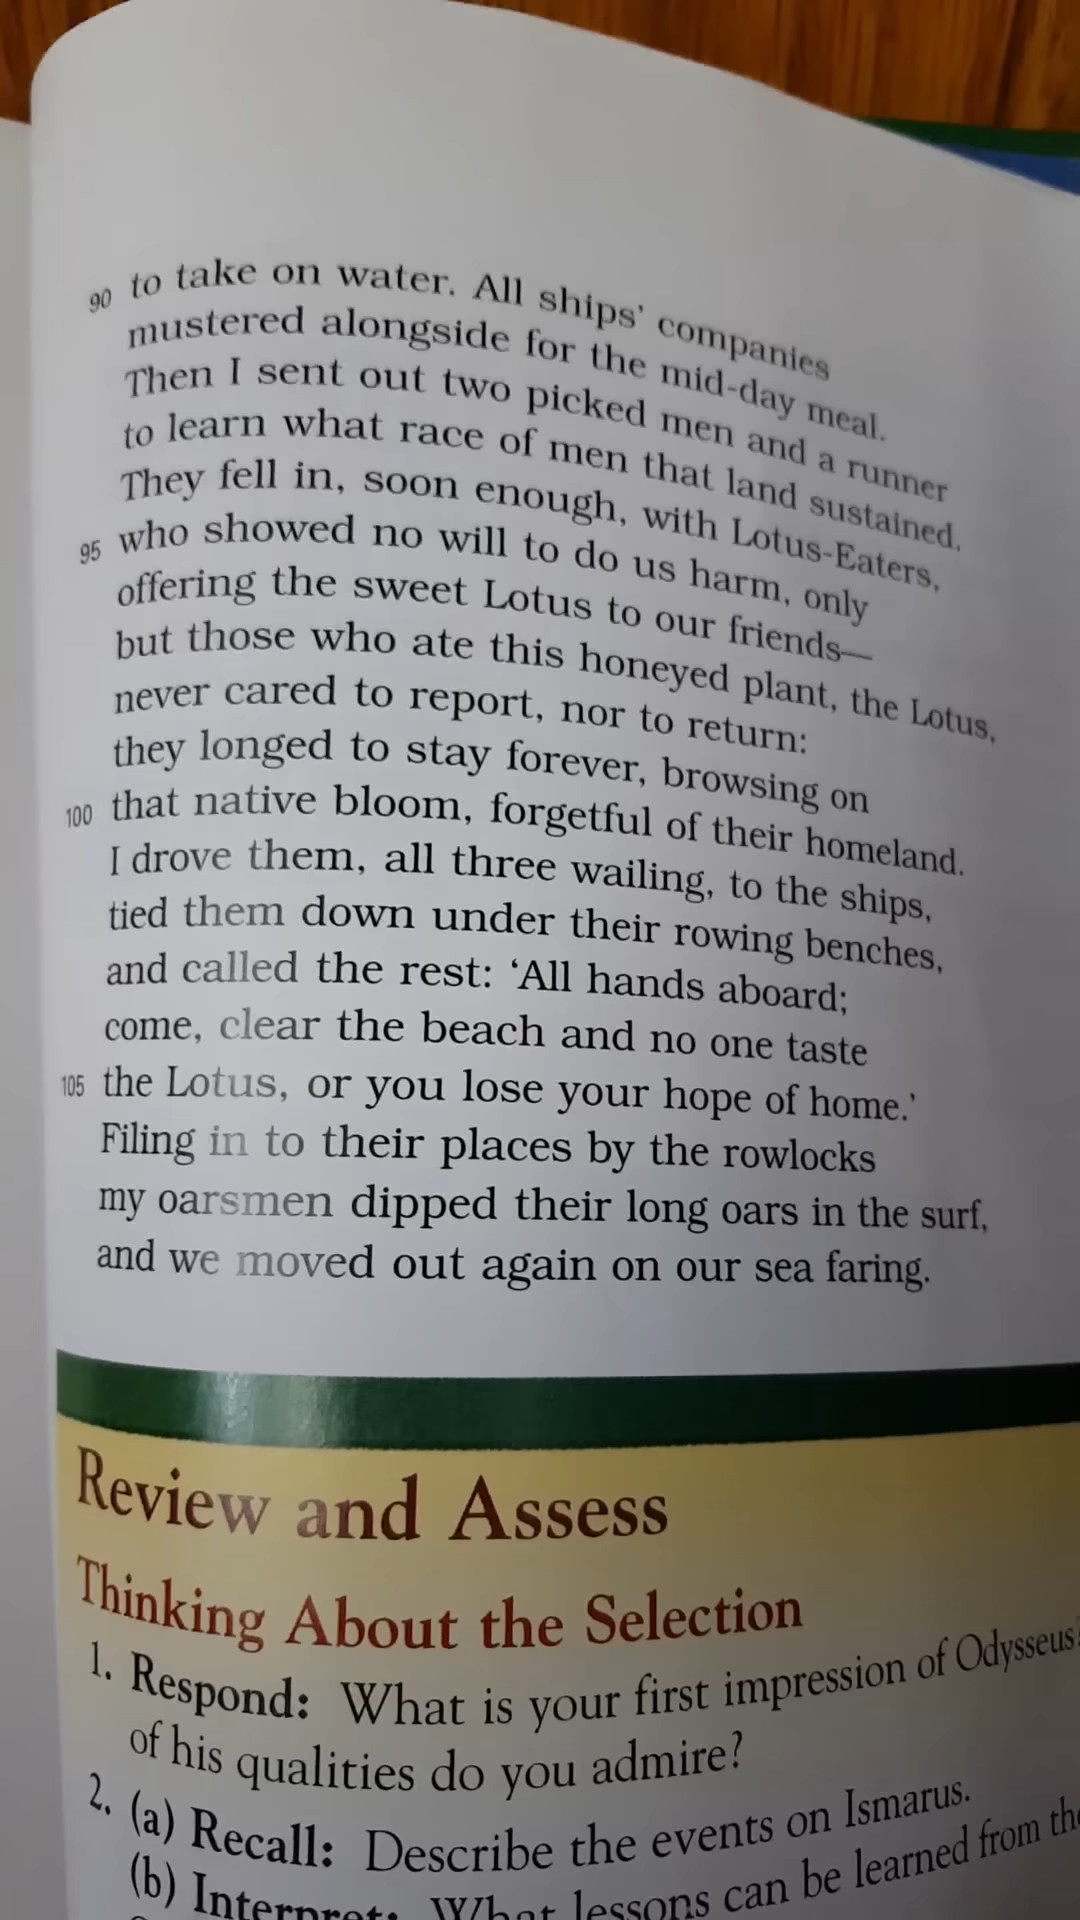 90 to take on water. All ships' companies
mustered alongside for the mid-day meal.
Then I sent out two picked men and a runner
to learn what race of men that land sustained.
They fell in, soon enough, with Lotus-Eaters,
95 who showed no will to do us harm, only
offering the sweet Lotus to our friends—
but those who ate this honeyed plant, the Lotus,
never cared to report, nor to return:
they longed to stay forever, browsing on
100 that native bloom, forgetful of their homeland.
I drove them, all three wailing, to the ships,
tied them down under their rowing benches,
and called the rest: ‘All hands aboard;
come, clear the beach and no one taste
105 the Lotus, or you lose your hope of home.’
Filing in to their places by the rowlocks
my oarsmen dipped their long oars in the surf,
and we moved out again on our sea faring.
Review and Assess
Thinking About the Selection
1. Respond: What is your first impression of Odysseus
of his qualities do you admire?
2. (a) Recall: Describe the events on Ismarus.
(b) Interpret: What lessons can be learned from the